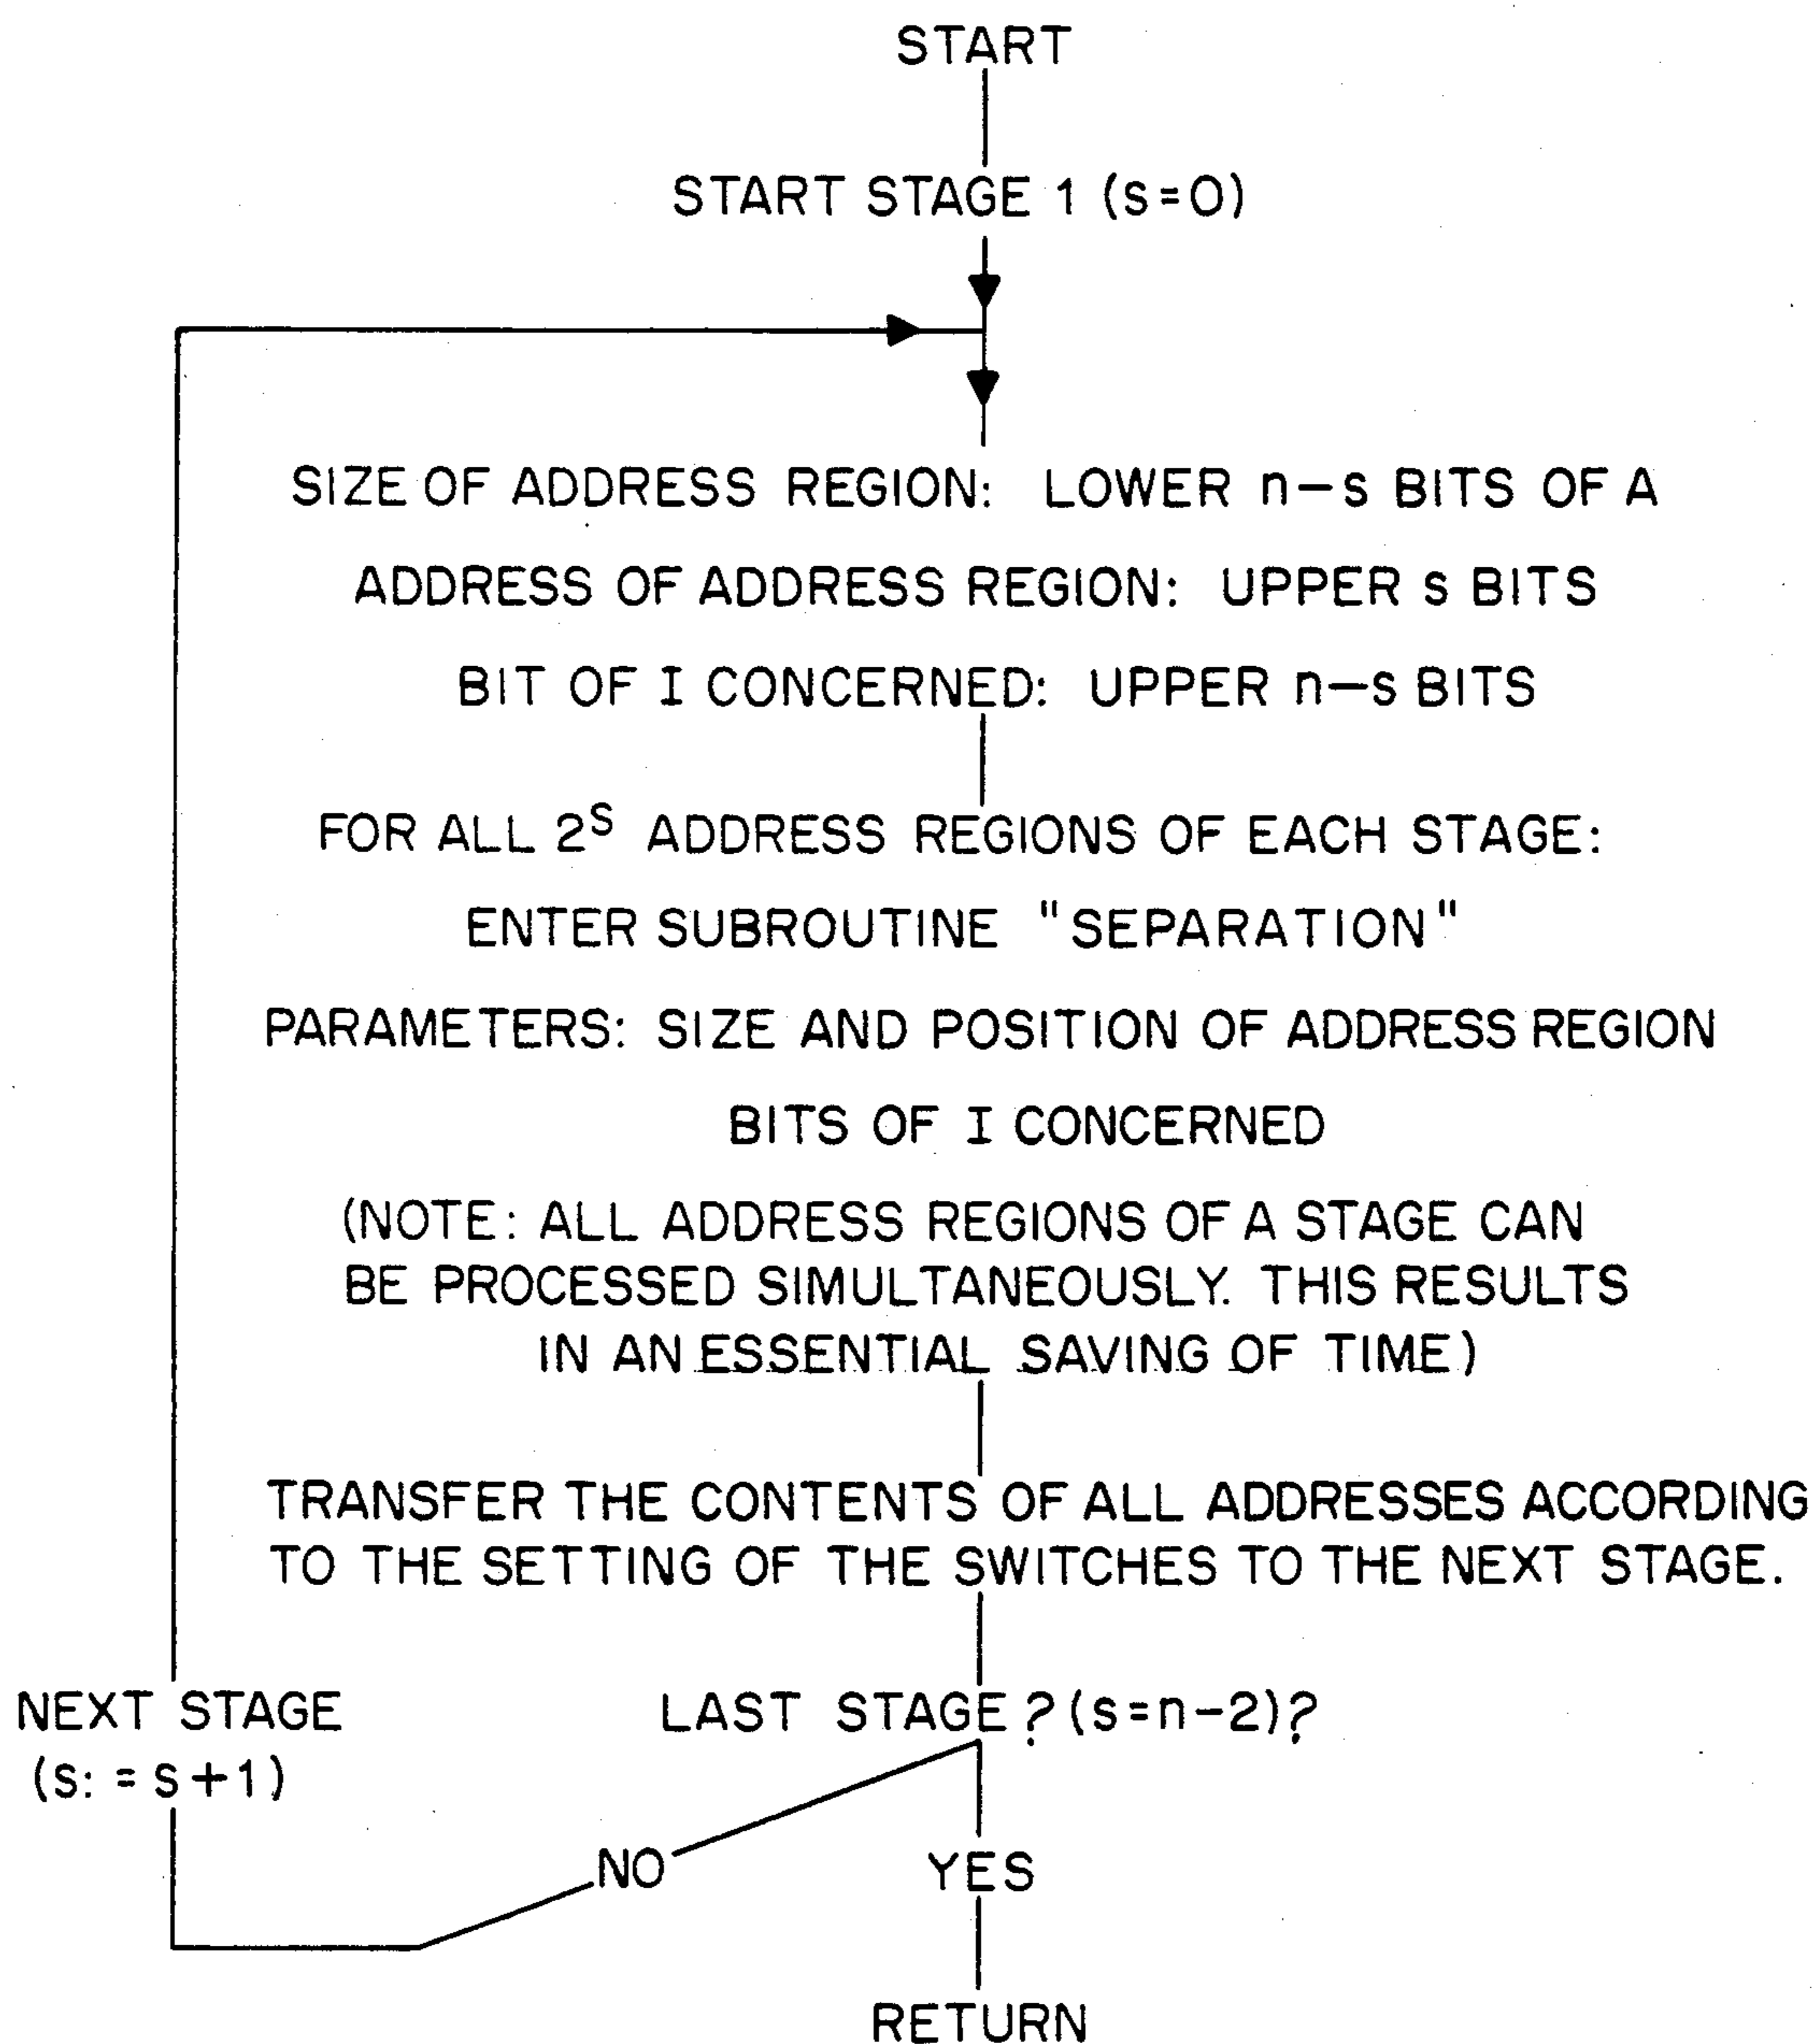 START
START STAGE 1 (s=0)
SIZE OF ADDRESS REGION: LOWER n-s BITS OF A
ADDRESS OF ADDRESS REGION: UPPER s BITS
BIT OF I CONCERNED: UPPER n-s BITS
FOR ALL 2^S ADDRESS REGIONS OF EACH STAGE:
ENTER SUBROUTINE "SEPARATION"
PARAMETERS: SIZE AND POSITION OF ADDRESS REGION
BITS OF I CONCERNED
(NOTE: ALL ADDRESS REGIONS OF A STAGE CAN
BE PROCESSED SIMULTANEOUSLY. THIS RESULTS
IN AN ESSENTIAL SAVING OF TIME)
TRANSFER THE CONTENTS OF ALL ADDRESSES ACCORDING
TO THE SETTING OF THE SWITCHES TO THE NEXT STAGE.
LAST STAGE? (s=n-2)?
NEXT STAGE
(s:=s+1)
NO
YES
RETURN